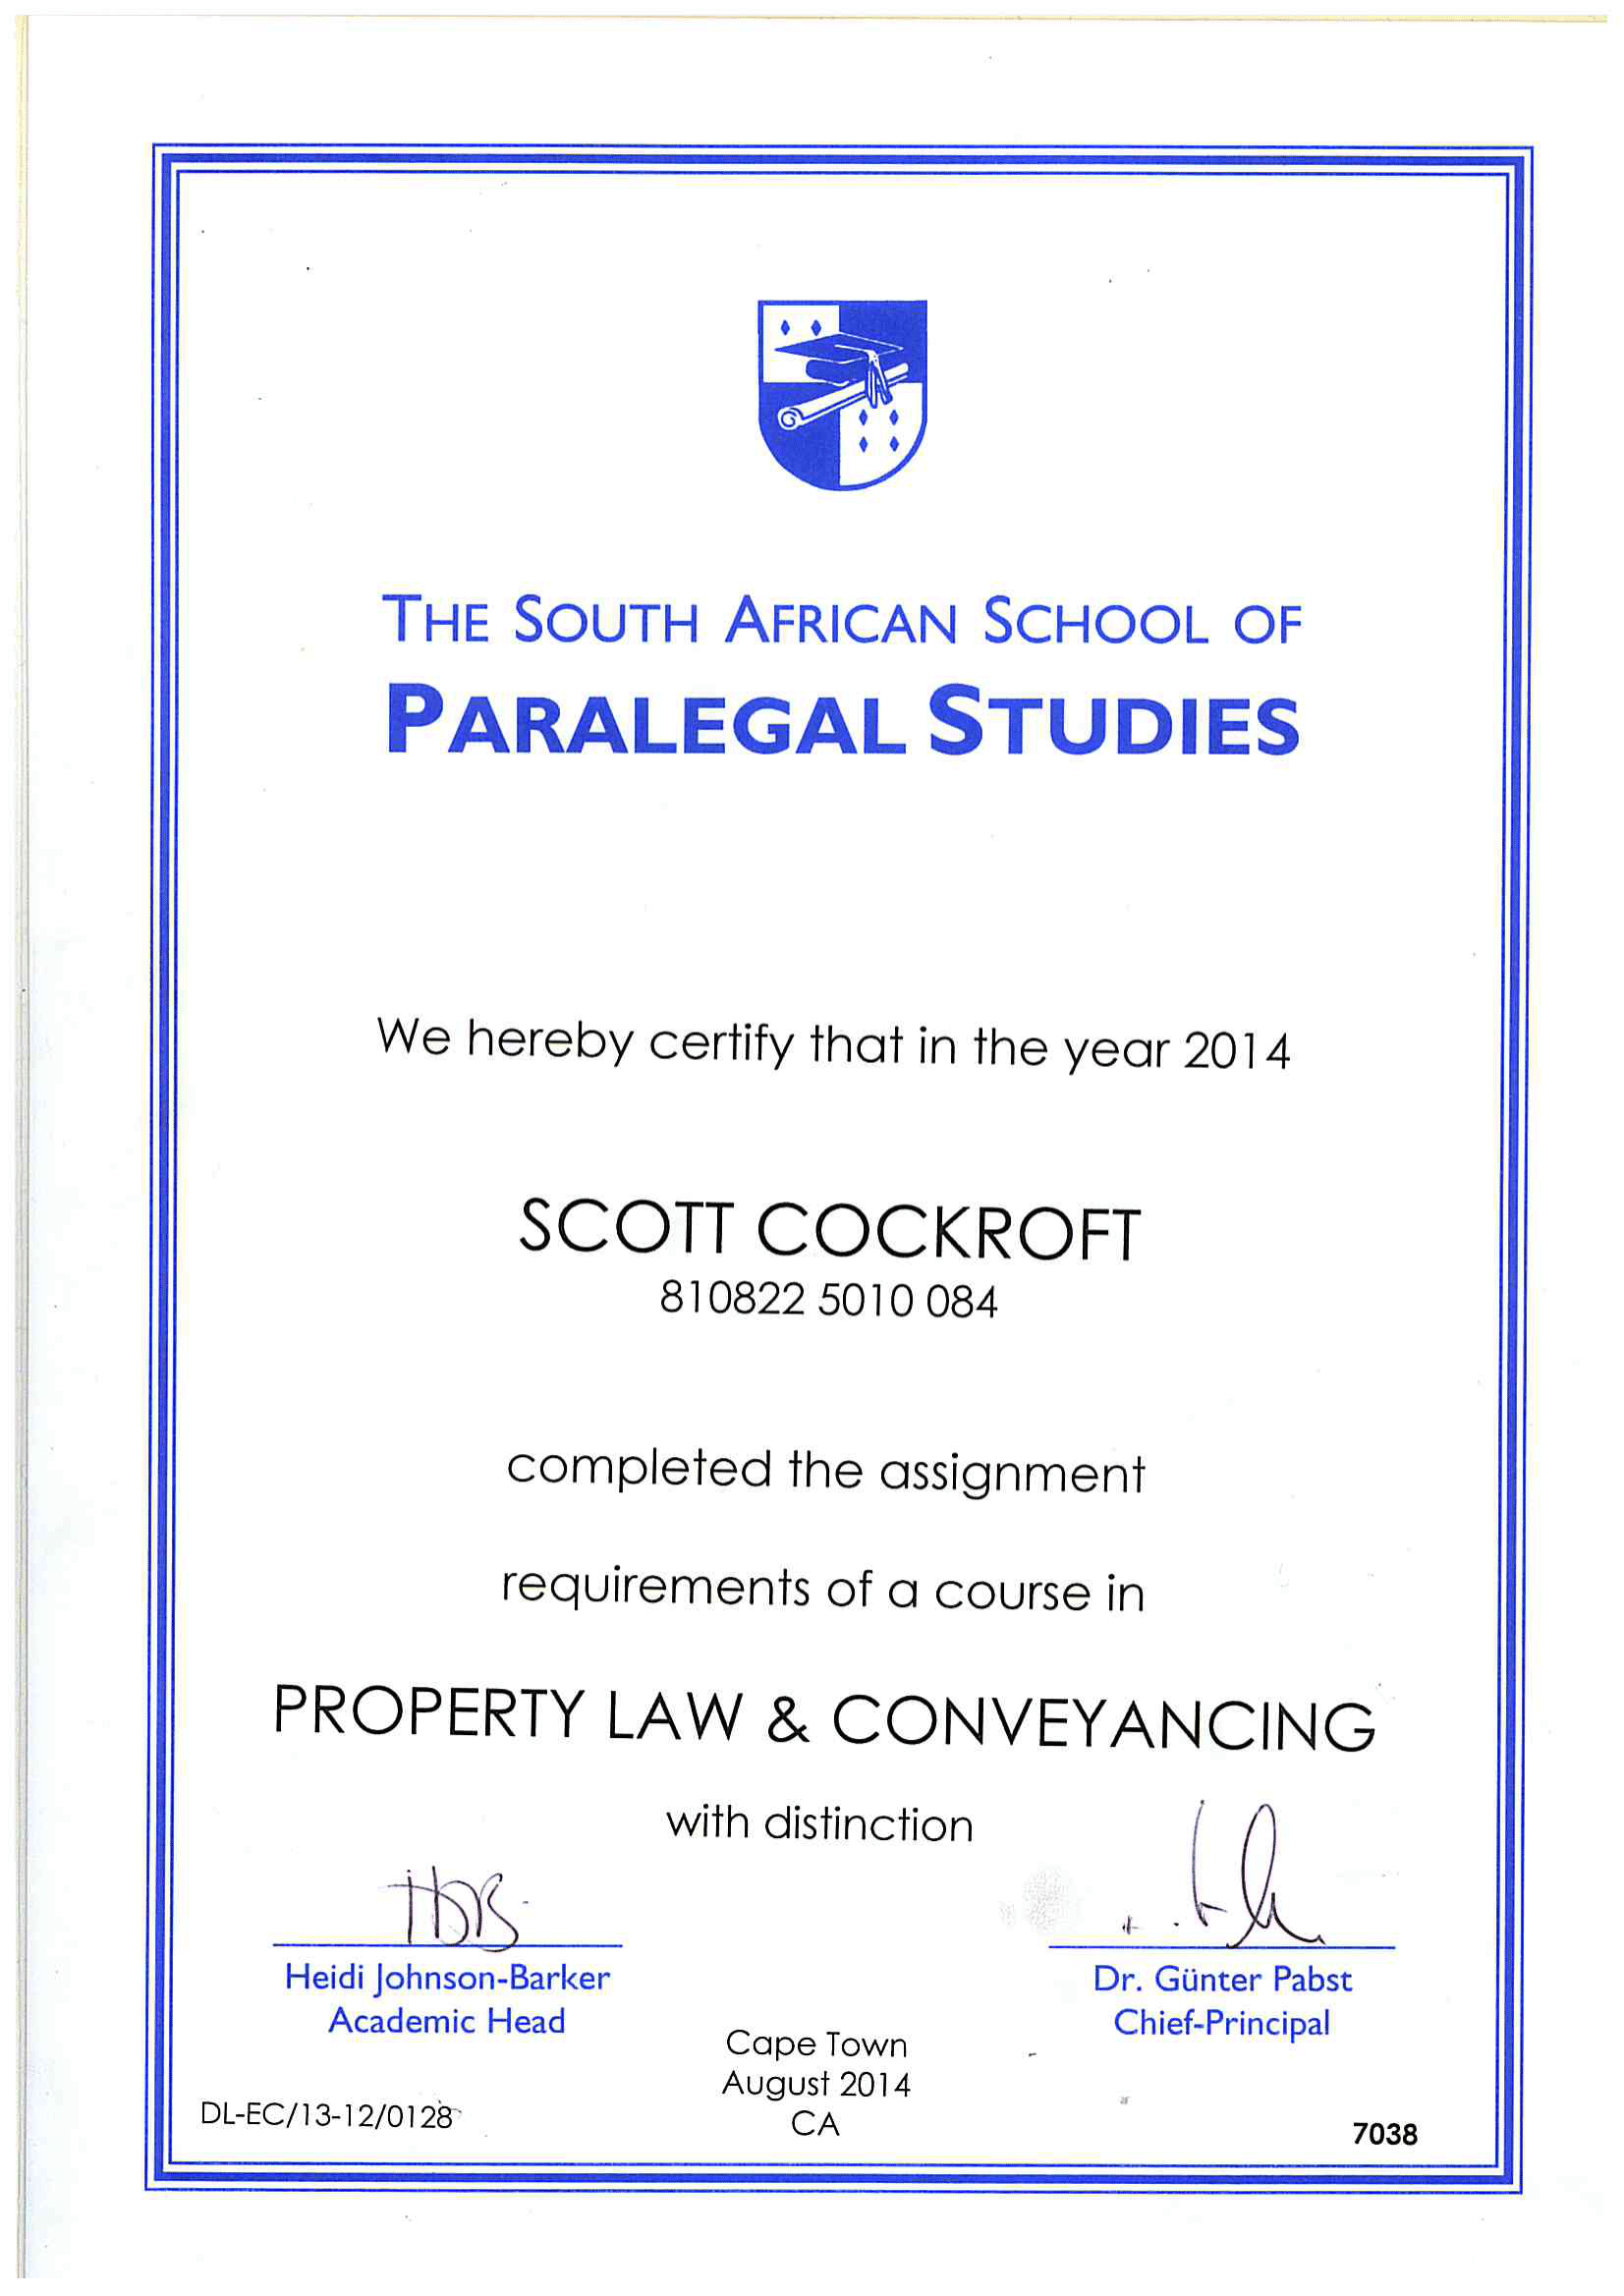 THE SOUTH AFRICAN SCHOOL OF
PARALEGAL STUDIES
We hereby certify that in the year 2014
SCOTT COCKROFT
810822 5010 084
completed the assignment
requirements of a course in
PROPERTY LAW & CONVEYANCING
with distinction
Heidi Johnson-Barker
Academic Head
Dr. Günter Pabst
Chief-Principal
Cape Town
August 2014
CA
DL-EC/13-12/0128
7038